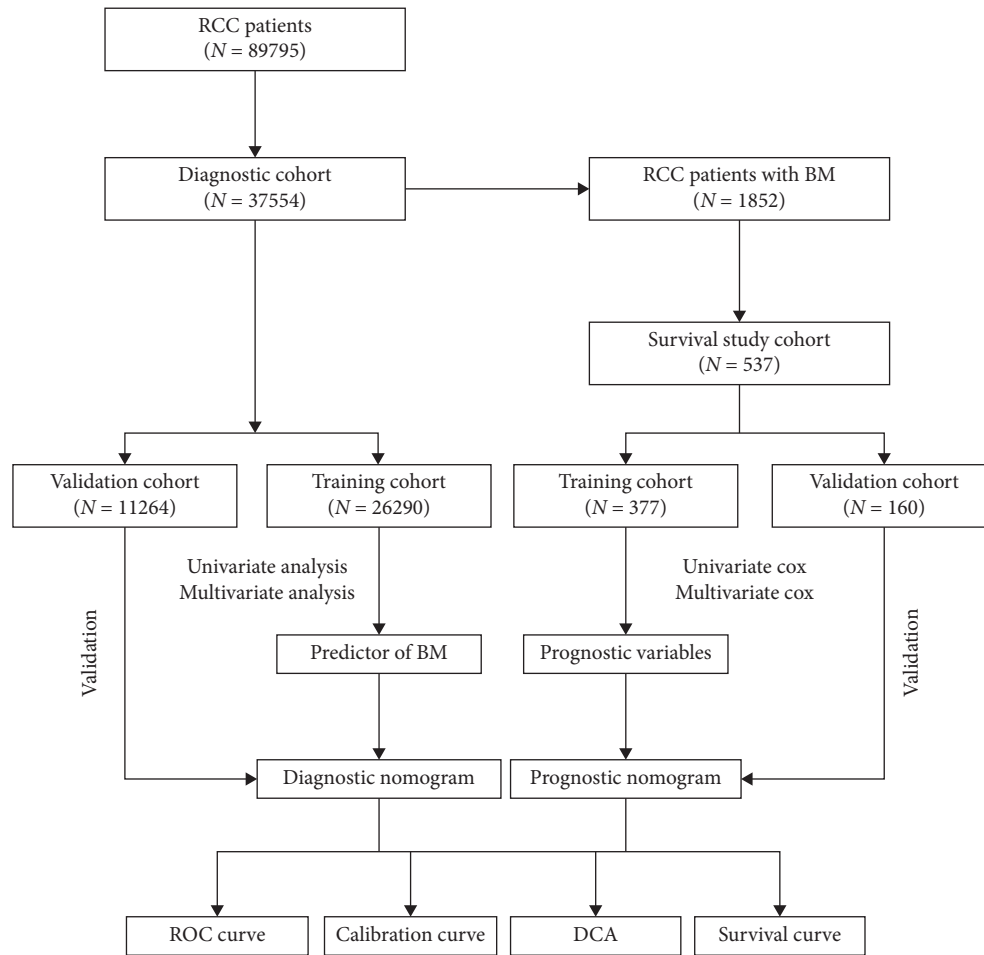 RCC patients
(N = 89795)
Diagnostic cohort
(N = 37554)
RCC patients with BM
(N = 1852)
Survival study cohort
(N = 537)
Validation cohort
(N = 11264)
Training cohort
(N = 26290)
Training cohort
(N = 377)
Validation cohort
(N = 160)
Univariate analysis
Multivariate analysis
Univariate cox
Multivariate cox
Validation
Validation
Predictor of BM
Prognostic variables
Diagnostic nomogram
Prognostic nomogram
ROC curve
Calibration curve
DCA
Survival curve